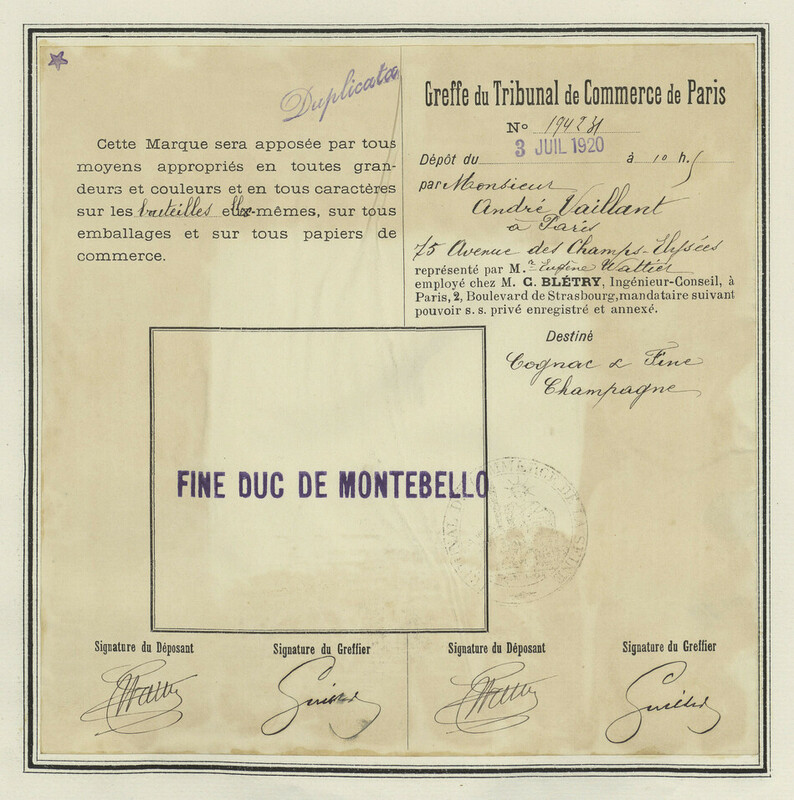 Duplicata
Cette Marque sera apposée par tous
moyens appropriés en toutes gran-
deurs et couleurs et en tous caractères
sur les bouteilles elles-mêmes, sur tous
emballages et sur tous papiers de
commerce.
Greffe du Tribunal de Commerce de Paris
No 194231
Dépôt du 3 JUIL 1920 à 10 h.
par Monsieur
André Vaillant
à Paris
75 Avenue des Champs-Elysées
représenté par M.r Eugène Wattier
employé chez M. C. BLÉTRY, Ingénieur-Conseil, à
Paris, 2, Boulevard de Strasbourg, mandataire suivant
pouvoir s. s. privé enregistré et annexé.
Destiné
Cognac & Fine
Champagne
FINE DUC DE MONTEBELLO
Signature du Déposant
Signature du Greffier
Signature du Déposant
Signature du Greffier